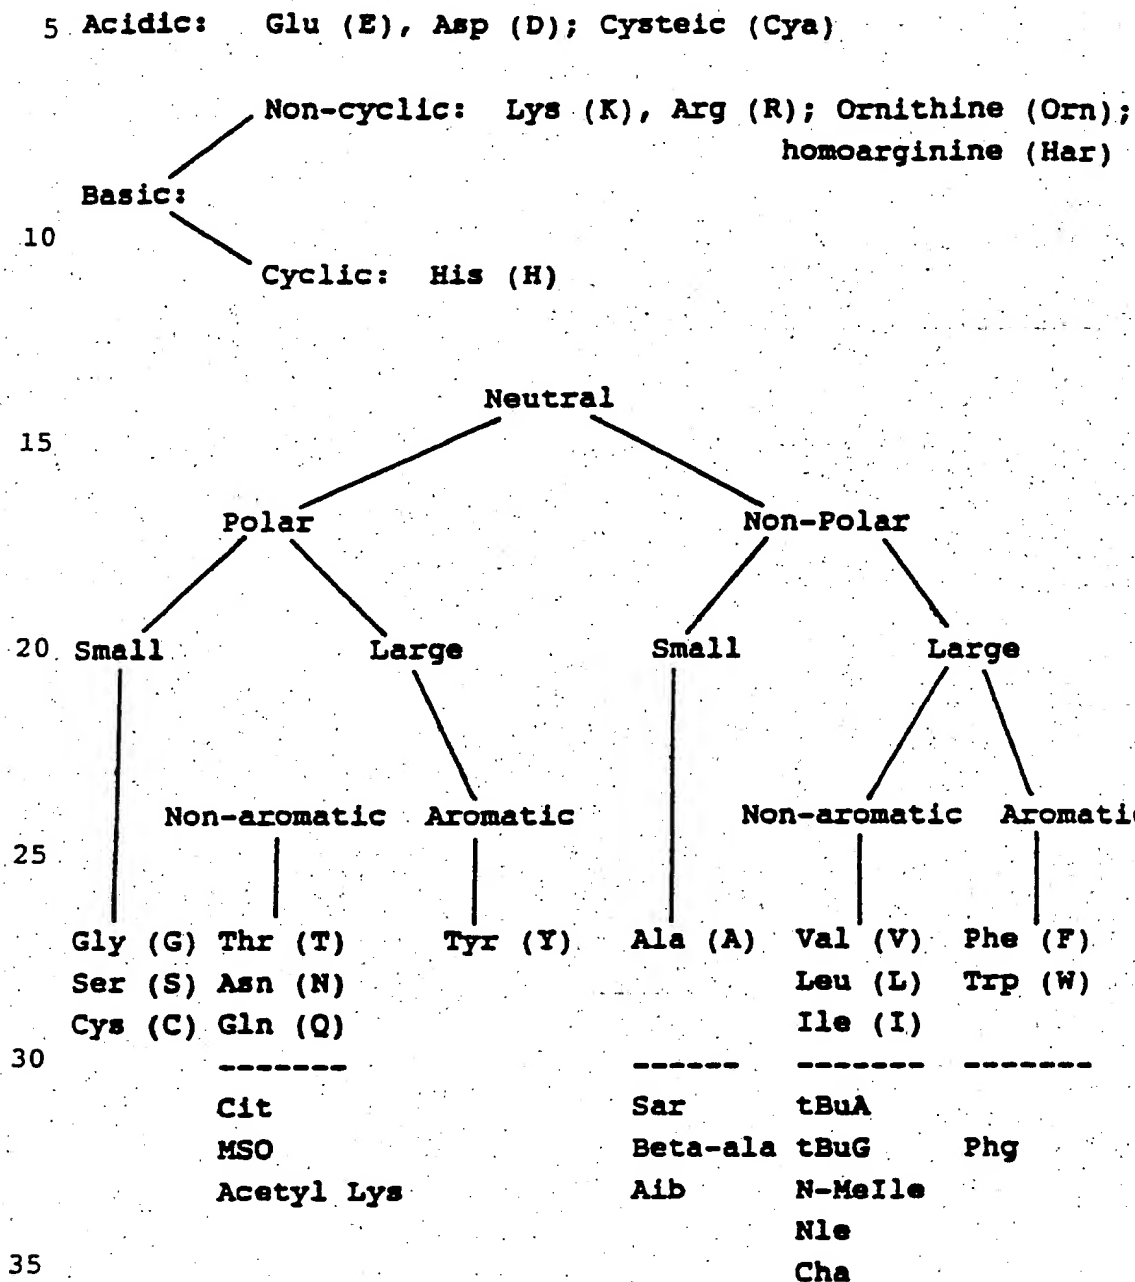 5 Acidic: Glu (E), Asp (D); Cysteic (Cya)
Non-cyclic: Lys (K), Arg (R); Ornithine (Orn);
homoarginine (Har)
Basic:
10
Cyclic: His (H)
Neutral
15
Polar Non-Polar
20 Small Large Small Large
Non-aromatic Aromatic Non-aromatic Aromatic
25
Gly (G) Thr (T) Tyr (Y) Ala (A) Val (V) Phe (F)
Ser (S) Asn (N) Leu (L) Trp (W)
Cys (C) Gln (Q) Ile (I)
30 ------- ------ ------- -------
Cit Sar tBuA
MSO Beta-ala tBuG Phg
Acetyl Lys Aib N-MeIle
Nle
35 Cha